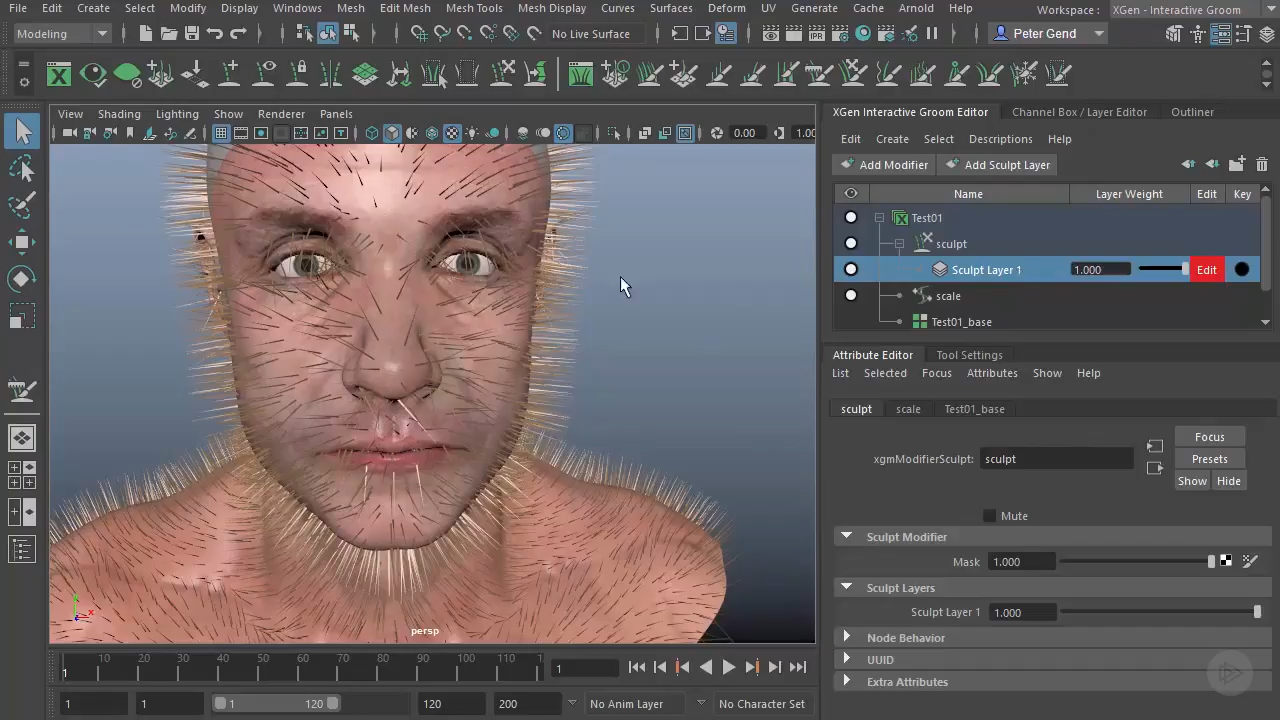 File Edit Create Select Modify Display Windows Mesh Edit Mesh Mesh Tools Mesh Display Curves Surfaces Deform UV Generate Cache Arnold Help Workspace : XGen - Interactive Groom
Modeling No Live Surface Peter Gend
View Shading Lighting Show Renderer Panels
0.00 1.00
persp
XGen Interactive Groom Editor Channel Box / Layer Editor Outliner
Edit Create Select Descriptions Help
Add Modifier Add Sculpt Layer
Name Layer Weight Edit Key
Test01
sculpt
Sculpt Layer 1 1.000 Edit
scale
Test01_base
Attribute Editor Tool Settings
List Selected Focus Attributes Show Help
sculpt scale Test01_base
Focus
xgmModifierSculpt: sculpt Presets
Show Hide
Mute
Sculpt Modifier
Mask 1.000
Sculpt Layers
Sculpt Layer 1 1.000
Node Behavior
UUID
Extra Attributes
1 10 20 30 40 50 60 70 80 90 100 110 1
1
1 1 1 120 120 200 No Anim Layer No Character Set